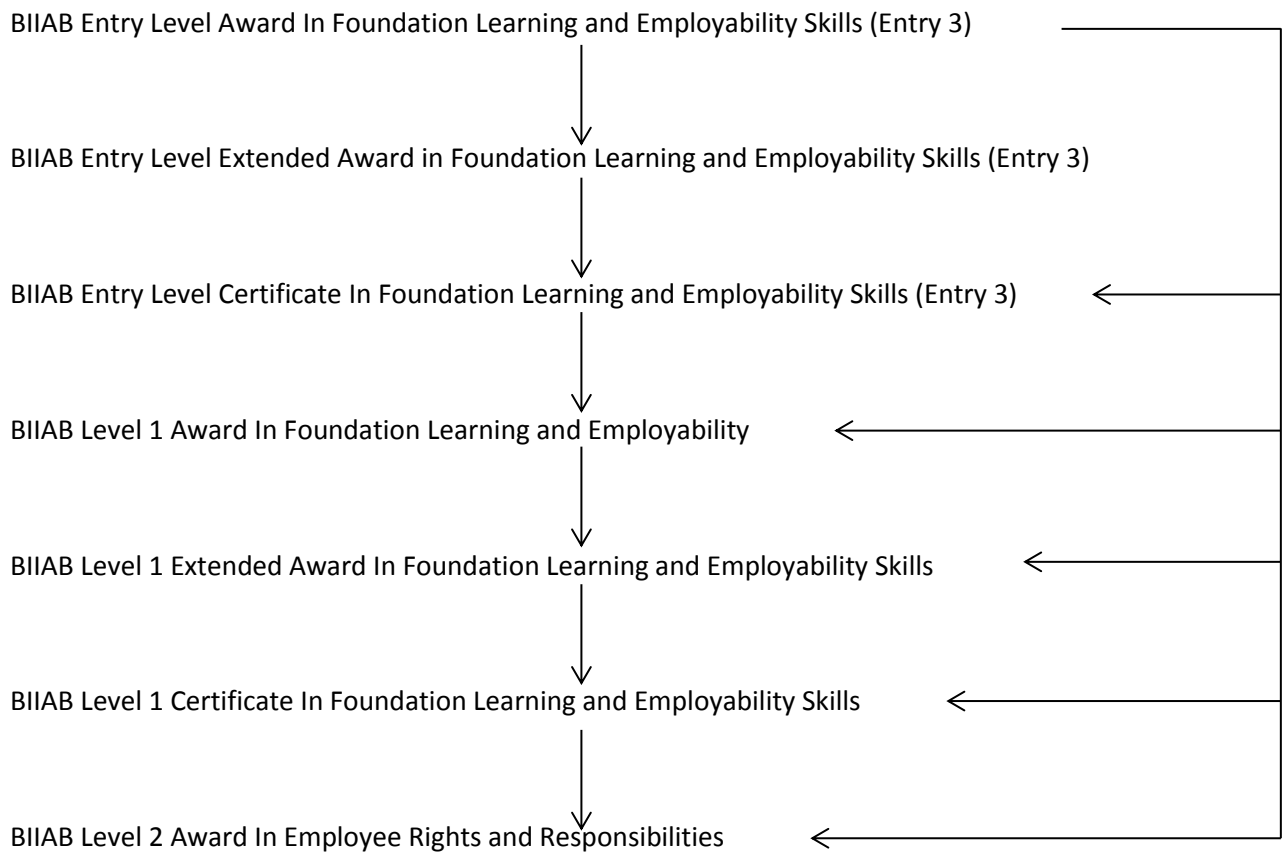 BIIAB Entry Level Award In Foundation Learning and Employability Skills (Entry 3)
BIIAB Entry Level Extended Award in Foundation Learning and Employability Skills (Entry 3)
BIIAB Entry Level Certificate In Foundation Learning and Employability Skills (Entry 3)
BIIAB Level 1 Award In Foundation Learning and Employability
BIIAB Level 1 Extended Award In Foundation Learning and Employability Skills
BIIAB Level 1 Certificate In Foundation Learning and Employability Skills
BIIAB Level 2 Award In Employee Rights and Responsibilities